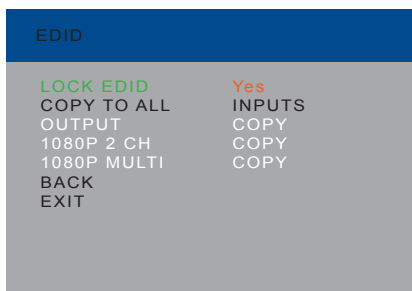 EDID
LOCK EDID Yes
COPY TO ALL INPUTS
OUTPUT COPY
1080P 2 CH COPY
1080P MULTI COPY
BACK
EXIT